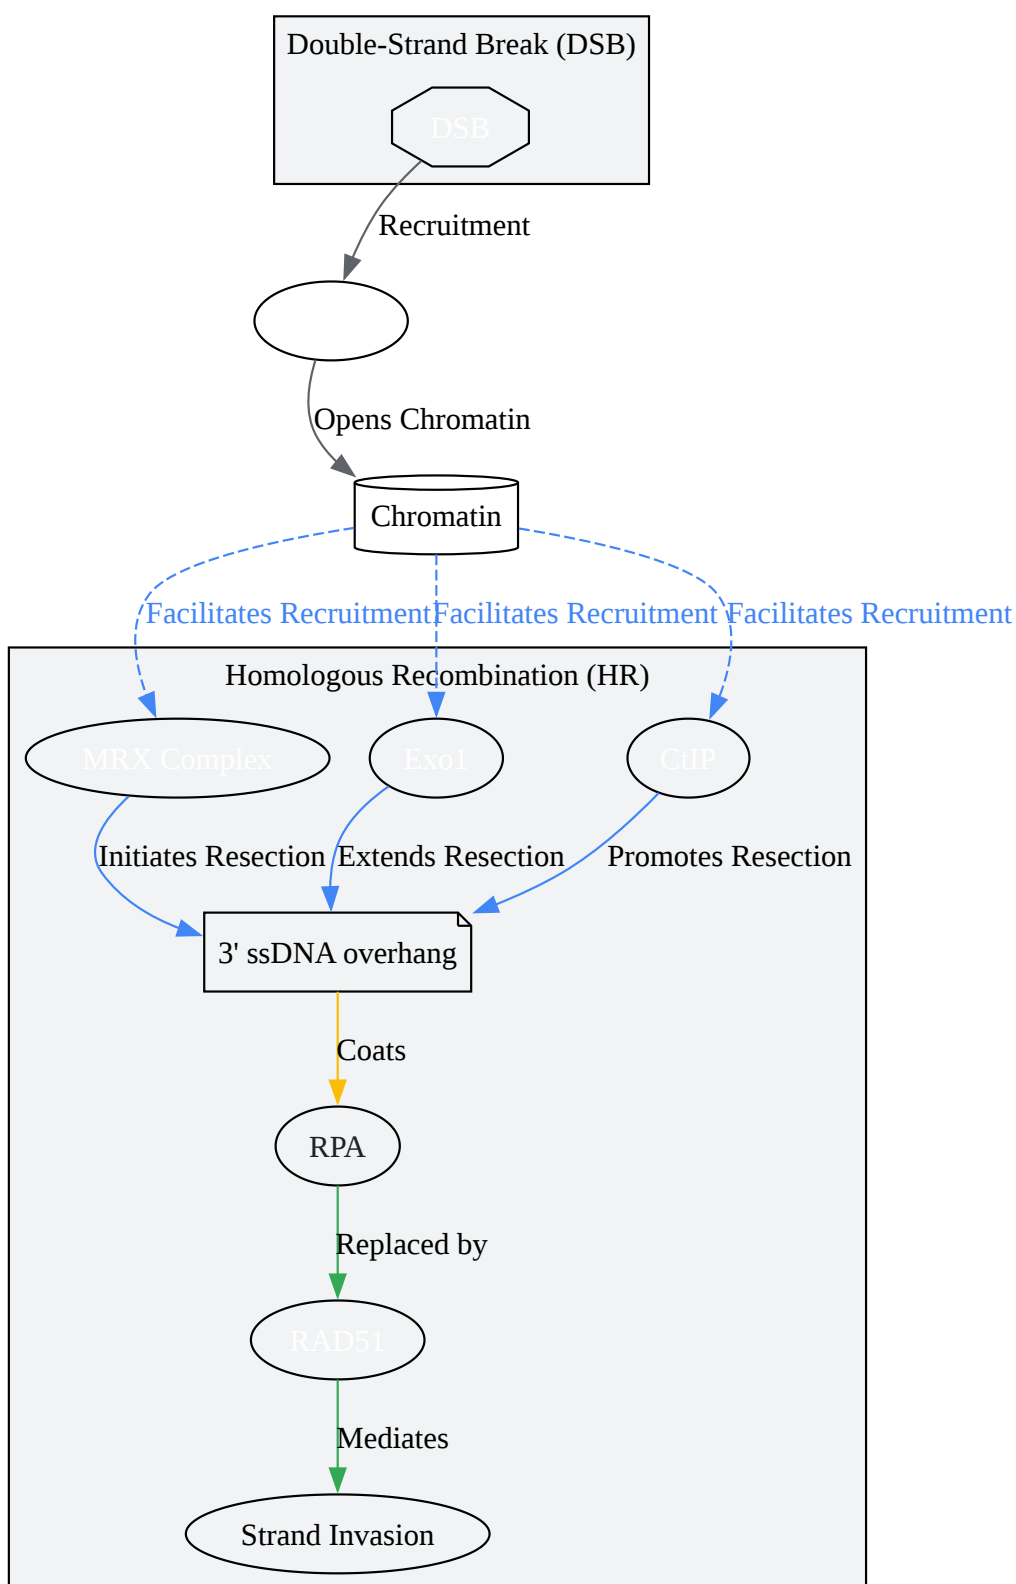 Double-Strand Break (DSB)
DSB
Recruitment
Opens Chromatin
Chromatin
Facilitates Recruitment
Facilitates Recruitment
Facilitates Recruitment
Homologous Recombination (HR)
MRX Complex
Exo1
CtIP
Initiates Resection
Extends Resection
Promotes Resection
3' ssDNA overhang
Coats
RPA
Replaced by
RAD51
Mediates
Strand Invasion